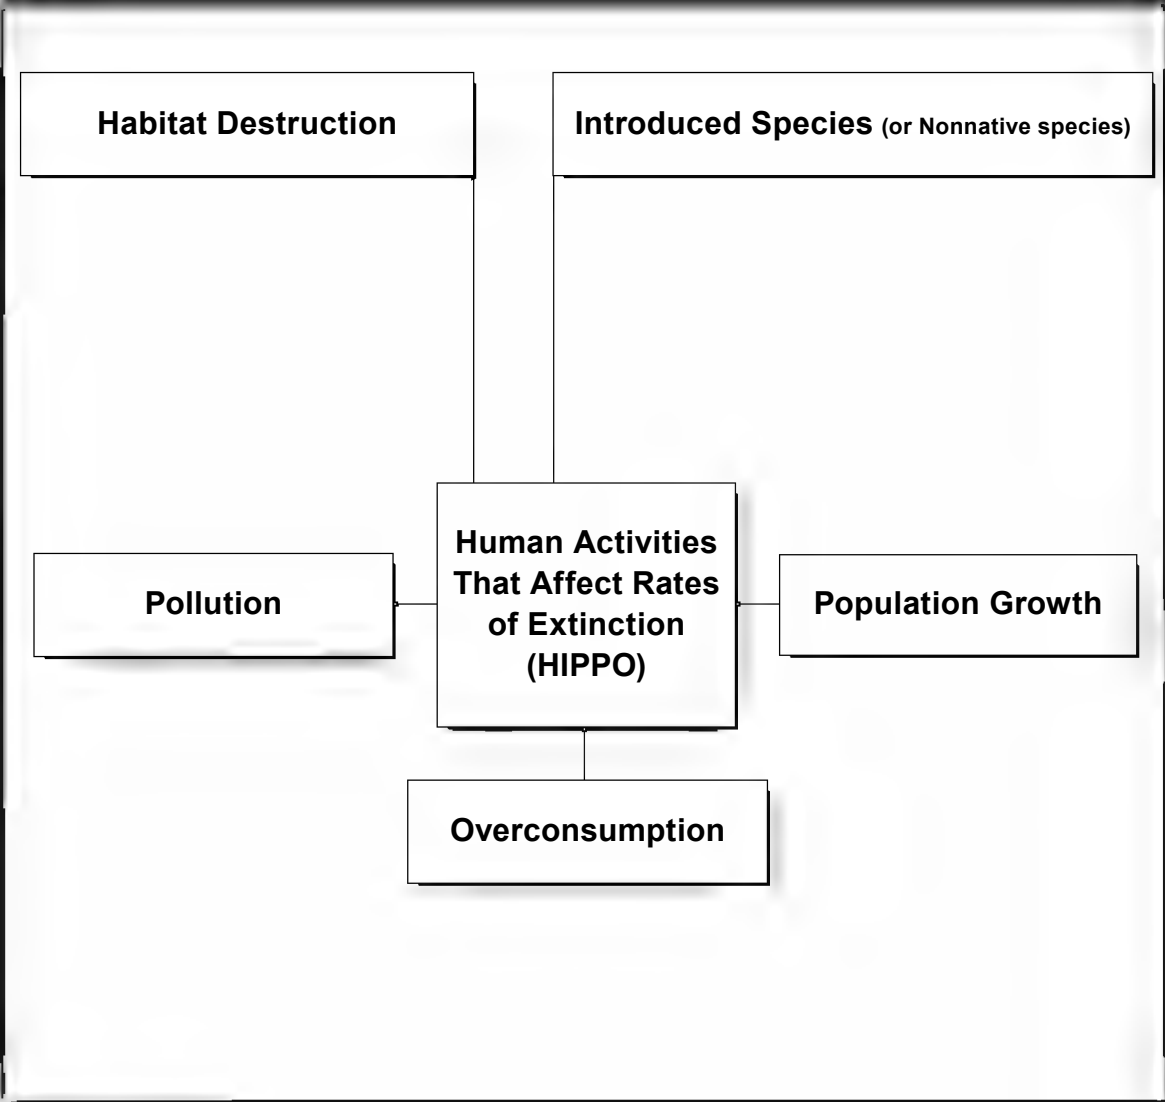 Habitat Destruction
Introduced Species (or Nonnative species)
Human Activities
That Affect Rates
of Extinction
(HIPPO)
Pollution
Population Growth
Overconsumption